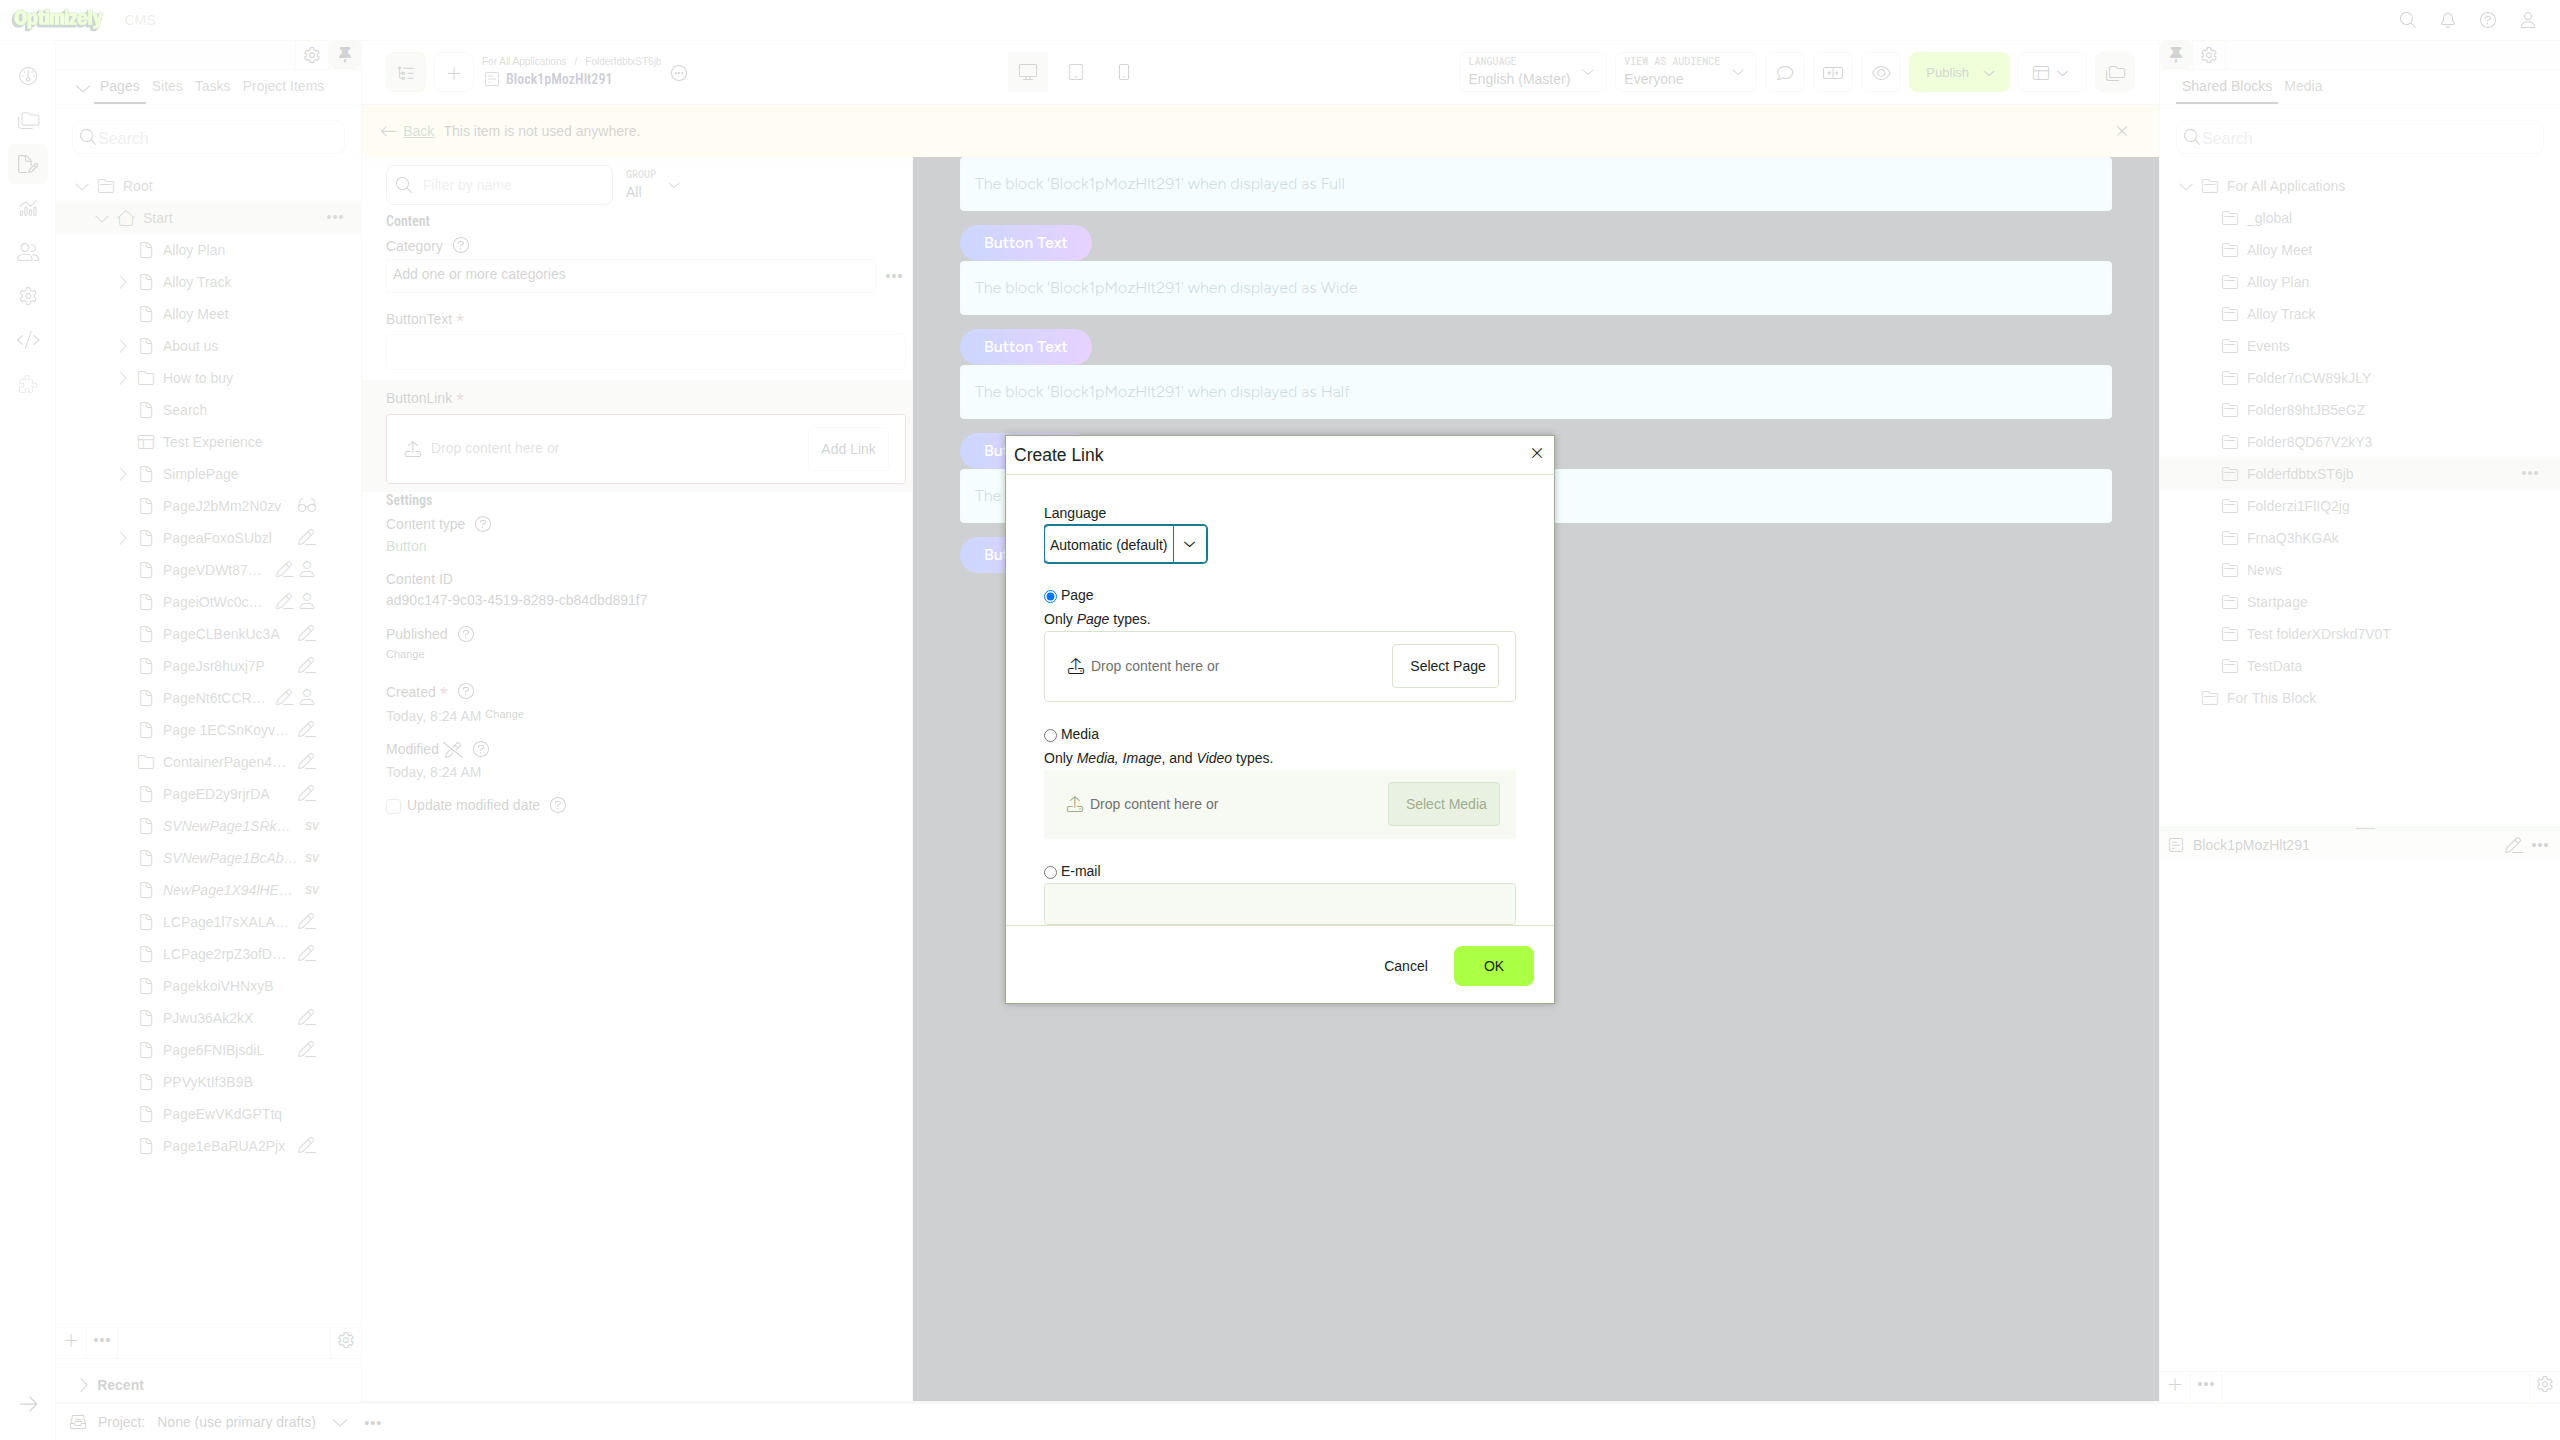 Optimizely CMS
Pages Sites Tasks Project Items
Search
Root
Start
Alloy Plan
Alloy Track
Alloy Meet
About us
How to buy
Search
Test Experience
SimplePage
PageJ2bMm2N0zv
PageaFoxoSUbzl
PageVDWt87...
PageiOtWc0c...
PageCLBenkUc3A
PageJsr8huxj7P
PageNt6tCCR...
Page 1ECSnKoyv...
ContainerPagen4...
PageED2y9rjrDA
SVNewPage1SRk... sv
SVNewPage1BcAb... sv
NewPage1X94lHE... sv
LCPage1l7sXALA...
LCPage2rpZ3ofD...
PagekkoiVHNxyB
PJwu36Ak2kX
Page6FNIBjsdiL
PPVyKtIf3B9B
PageEwVKdGPTtq
Page1eBaRUA2Pjx
Recent
Project: None (use primary drafts)
For All Applications / FolderfdbtxST6jb
Block1pMozHlt291
LANGUAGE
English (Master)
VIEW AS AUDIENCE
Everyone
Publish
Back This item is not used anywhere.
Filter by name
GROUP
All
Content
Category
Add one or more categories
ButtonText *
ButtonLink *
Drop content here or Add Link
Settings
Content type
Button
Content ID
ad90c147-9c03-4519-8289-cb84dbd891f7
Published
Change
Created *
Today, 8:24 AM Change
Modified
Today, 8:24 AM
Update modified date
The block 'Block1pMozHlt291' when displayed as Full
Button Text
The block 'Block1pMozHlt291' when displayed as Wide
Button Text
The block 'Block1pMozHlt291' when displayed as Half
But
The
But
Create Link
Language
Automatic (default)
Page
Only Page types.
Drop content here or Select Page
Media
Only Media, Image, and Video types.
Drop content here or Select Media
E-mail
Cancel OK
Shared Blocks Media
Search
For All Applications
_global
Alloy Meet
Alloy Plan
Alloy Track
Events
Folder7nCW89kJLY
Folder89htJB5eGZ
Folder8QD67V2kY3
FolderfdbtxST6jb
Folderzi1FlIQ2jg
FrnaQ3hKGAk
News
Startpage
Test folderXDrskd7V0T
TestData
For This Block
Block1pMozHlt291